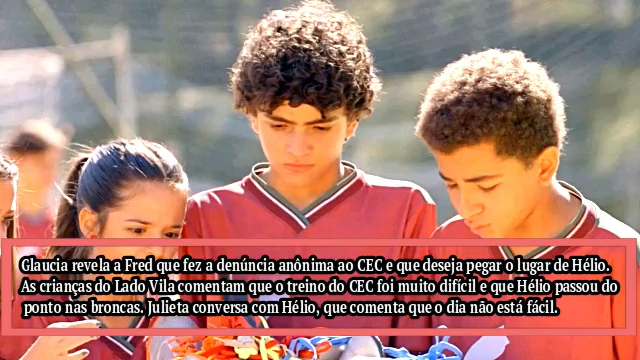 Glaucia revela a Fred que fez a denúncia anônima ao CEC e que deseja pegar o lugar de Hélio.
As crianças do Lado Vila comentam que o treino do CEC foi muito difícil e que Hélio passou do
ponto nas broncas. Julieta conversa com Hélio, que comenta que o dia não está fácil.